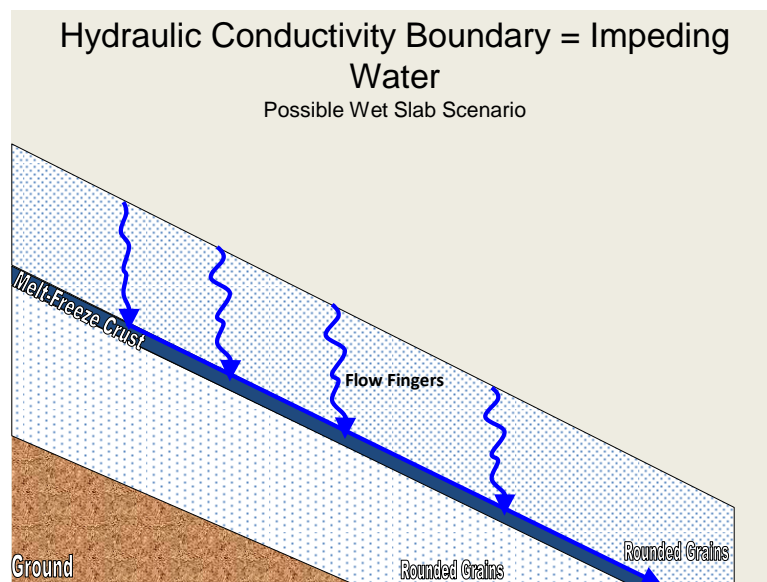 Hydraulic Conductivity Boundary = Impeding
Water
Possible Wet Slab Scenario
Melt-Freeze Crust
Flow Fingers
Rounded Grains
Ground
Rounded Grains